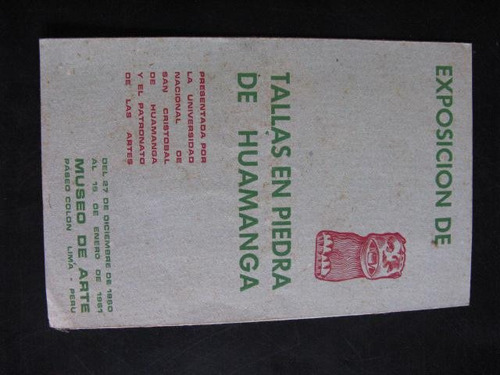 EXPOSICION DE
TALLAS EN PIEDRA
DE HUAMANGA
PRESENTADA POR
LA UNIVERSIDAD
NACIONAL DE
SAN CRISTOBAL
DE HUAMANGA
Y EL PATRONATO
DE LAS ARTES
DEL 27 DE DICIEMBRE DE 1960
AL 15 DE ENERO DE 1961
MUSEO DE ARTE
PASEO COLON LIMA - PERU